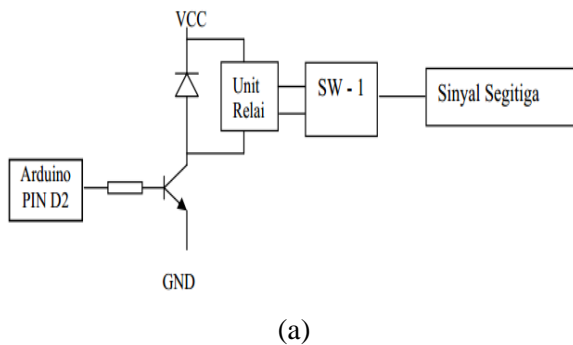 VCC
Unit
Relai
SW - 1
Sinyal Segitiga
Arduino
PIN D2
GND
(a)